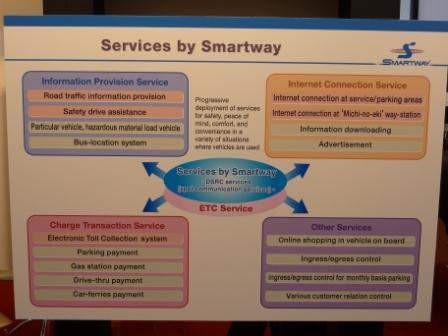 Services by Smartway
SMARTWAY
Information Provision Service
Road traffic information provision
Safety drive assistance
Particular vehicle, hazardous material load vehicle
Bus-location system
Progressive
deployment of services
for safety, peace of
mind, comfort, and
convenience in a
variety of situations
where vehicles are used
Internet Connection Service
Internet connection at service/parking areas
Internet connection at 'Michi-no-eki' way-station
Information downloading
Advertisement
Services by Smartway
DSRC services
(spot communication services)
ETC Service
Charge Transaction Service
Electronic Toll Collection system
Parking payment
Gas station payment
Drive-thru payment
Car-ferries payment
Other Services
Online shopping in vehicle on board
Ingress/egress control
Ingress/egress control for monthly basis parking
Various customer relation control